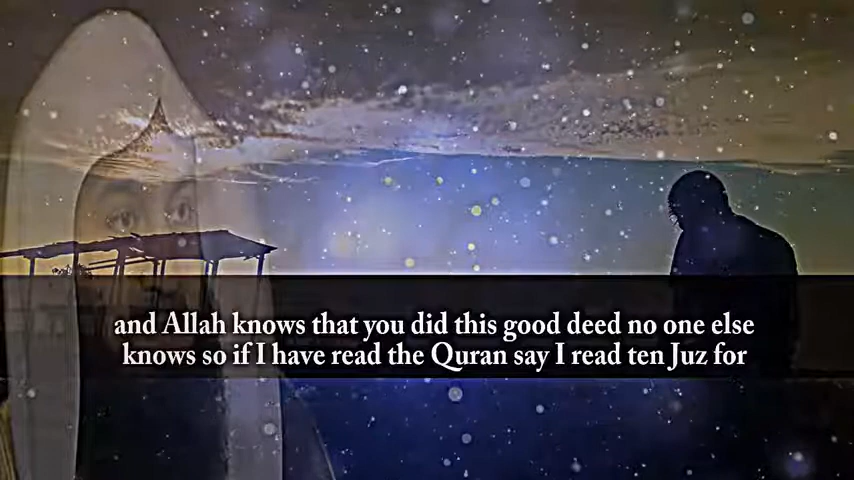 and Allah knows that you did this good deed no one else
knows so if I have read the Quran say I read ten Juz for